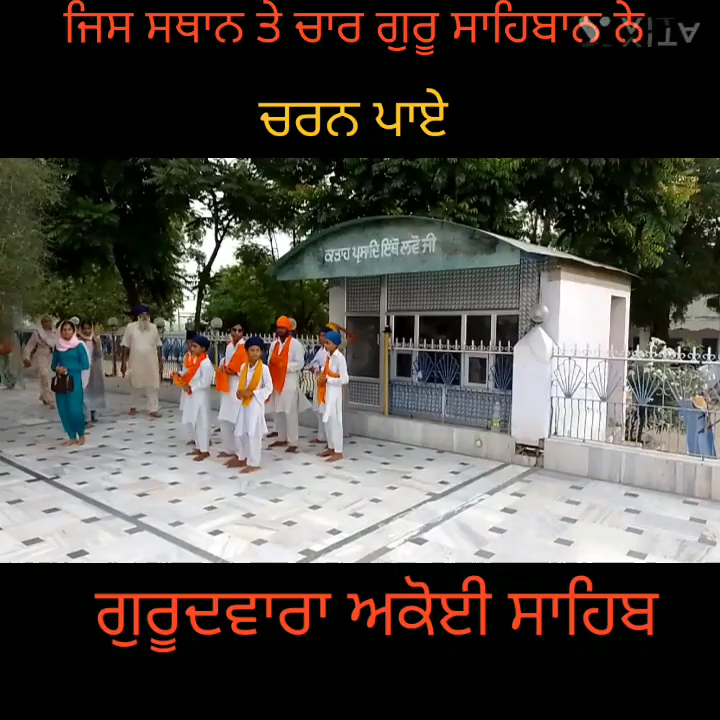 ਜਿਸ ਸਥਾਨ ਤੇ ਚਾਰ ਗੁਰੂ ਸਾਹਿਬਾਨ ਨੇ
ਚਰਨ ਪਾਏ
ਕੜਾਹ ਪ੍ਰਸ਼ਾਦਿ ਇੱਥੋਂ ਲਵੋ ਜੀ
ਗੁਰੂਦਵਾਰਾ ਅਕੋਈ ਸਾਹਿਬ